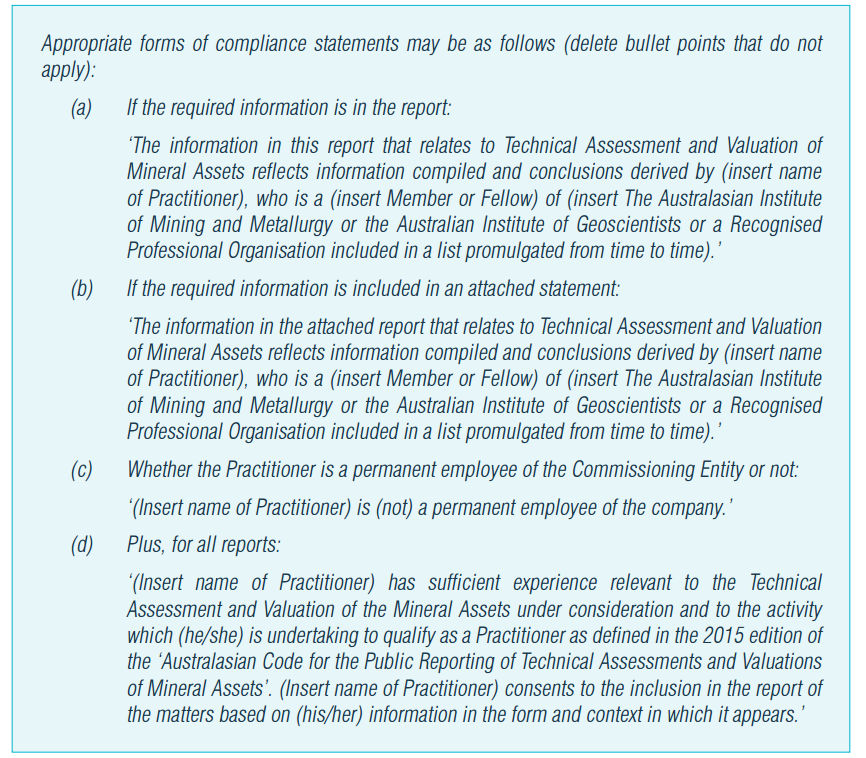 Appropriate forms of compliance statements may be as follows (delete bullet points that do not
apply):
(a) If the required information is in the report:
‘The information in this report that relates to Technical Assessment and Valuation of
Mineral Assets reflects information compiled and conclusions derived by (insert name
of Practitioner), who is a (insert Member or Fellow) of (insert The Australasian Institute
of Mining and Metallurgy or the Australian Institute of Geoscientists or a Recognised
Professional Organisation included in a list promulgated from time to time).’
(b) If the required information is included in an attached statement:
‘The information in the attached report that relates to Technical Assessment and Valuation
of Mineral Assets reflects information compiled and conclusions derived by (insert name
of Practitioner), who is a (insert Member or Fellow) of (insert The Australasian Institute
of Mining and Metallurgy or the Australian Institute of Geoscientists or a Recognised
Professional Organisation included in a list promulgated from time to time).’
(c) Whether the Practitioner is a permanent employee of the Commissioning Entity or not:
‘(Insert name of Practitioner) is (not) a permanent employee of the company.’
(d) Plus, for all reports:
‘(Insert name of Practitioner) has sufficient experience relevant to the Technical
Assessment and Valuation of the Mineral Assets under consideration and to the activity
which (he/she) is undertaking to qualify as a Practitioner as defined in the 2015 edition of
the ‘Australasian Code for the Public Reporting of Technical Assessments and Valuations
of Mineral Assets’. (Insert name of Practitioner) consents to the inclusion in the report of
the matters based on (his/her) information in the form and context in which it appears.’